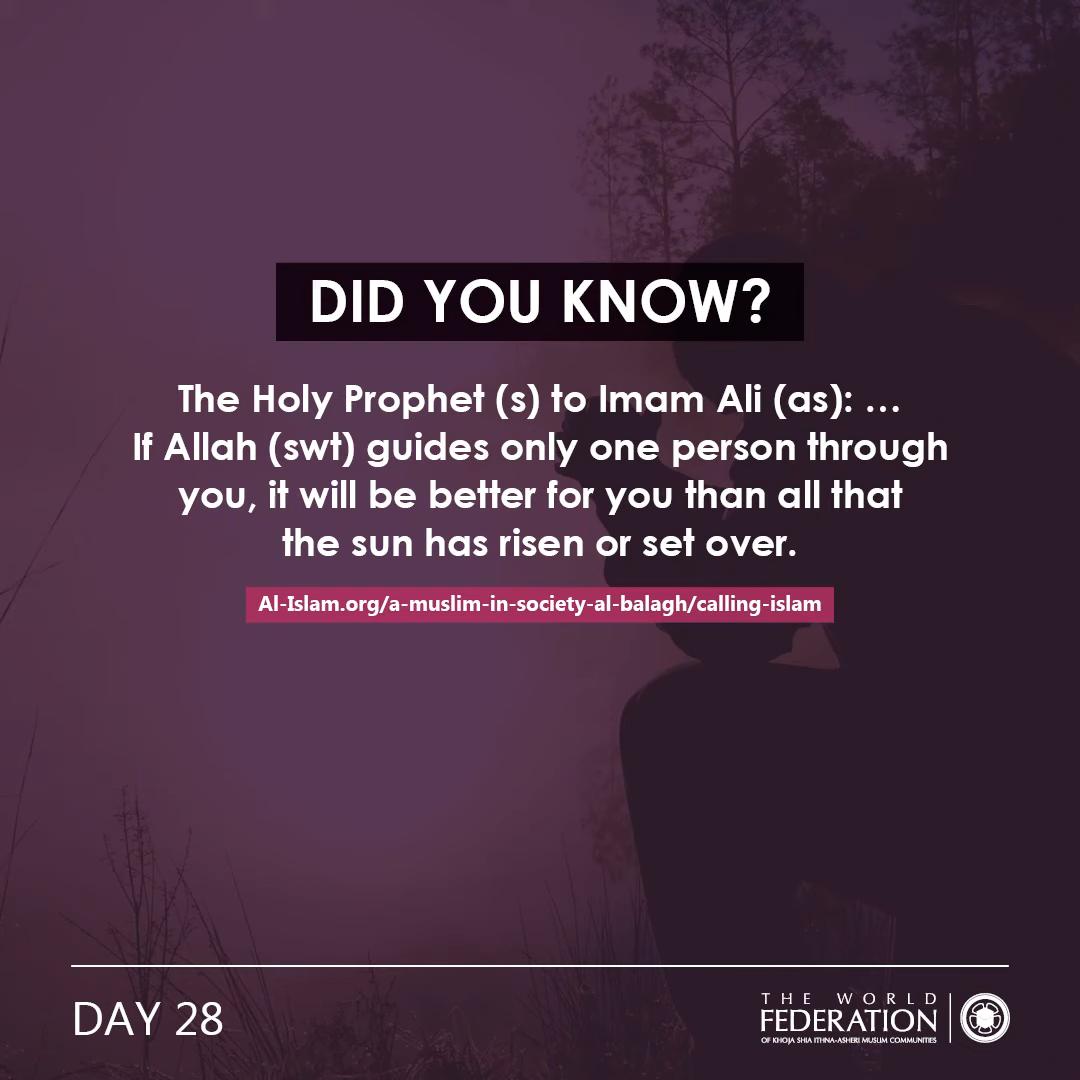 DID YOU KNOW?
The Holy Prophet (s) to Imam Ali (as): ...
If Allah (swt) guides only one person through
you, it will be better for you than all that
the sun has risen or set over.
Al-Islam.org/a-muslim-in-society-al-balagh/calling-islam
DAY 28
THE WORLD
FEDERATION
OF KHOJA SHIA ITHNA-ASHERI MUSLIM COMMUNITIES